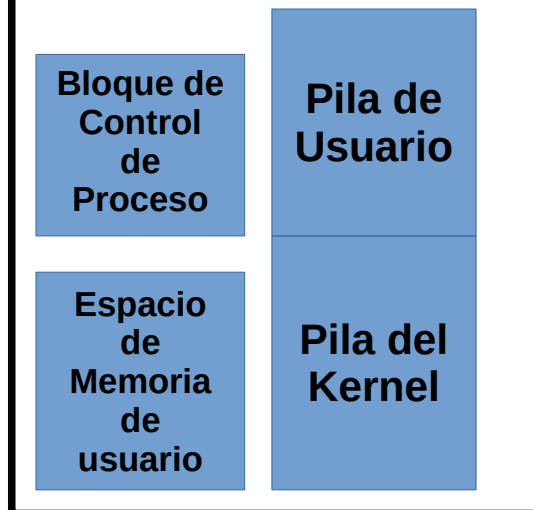 Bloque de
Control
de
Proceso
Pila de
Usuario
Espacio
de
Memoria
de
usuario
Pila del
Kernel